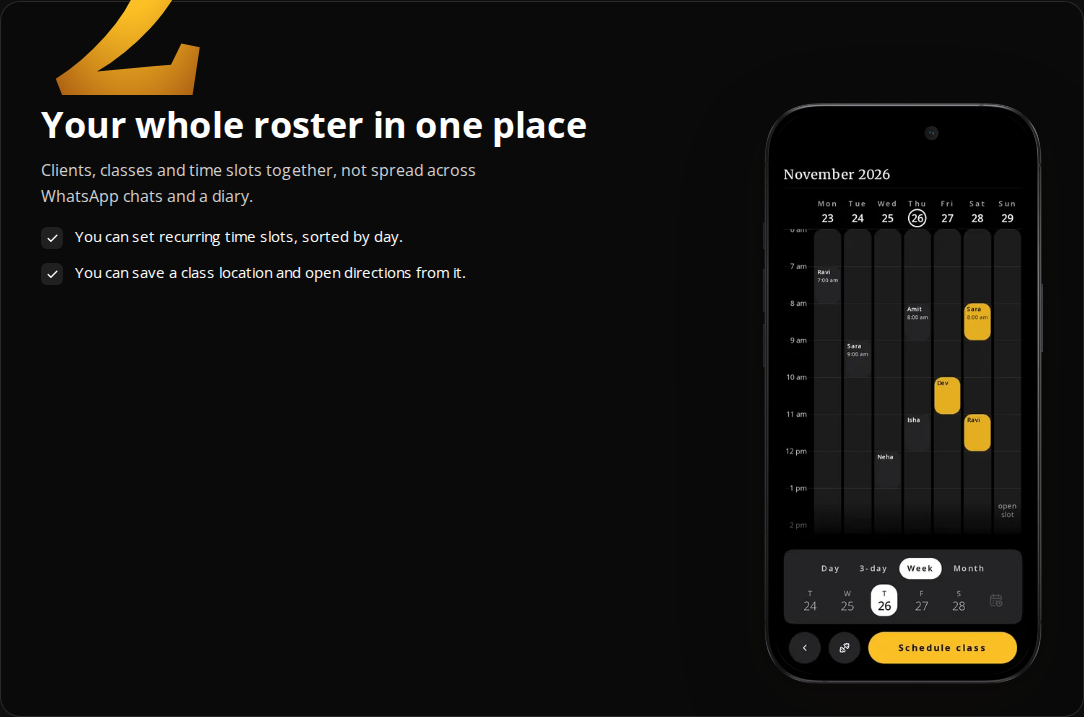 2
Your whole roster in one place
Clients, classes and time slots together, not spread across
WhatsApp chats and a diary.
You can set recurring time slots, sorted by day.
You can save a class location and open directions from it.
November 2026
Mon Tue Wed Thu Fri Sat Sun
23 24 25 26 27 28 29
7 am
Ravi
7:00 am
8 am
Amit
8:00 am
Sara
8:00 am
9 am
Sara
9:00 am
10 am
Dev
11 am
Isha
Ravi
12 pm
Neha
1 pm
open
slot
2 pm
Day 3-day Week Month
T W T F S
24 25 26 27 28
Schedule class